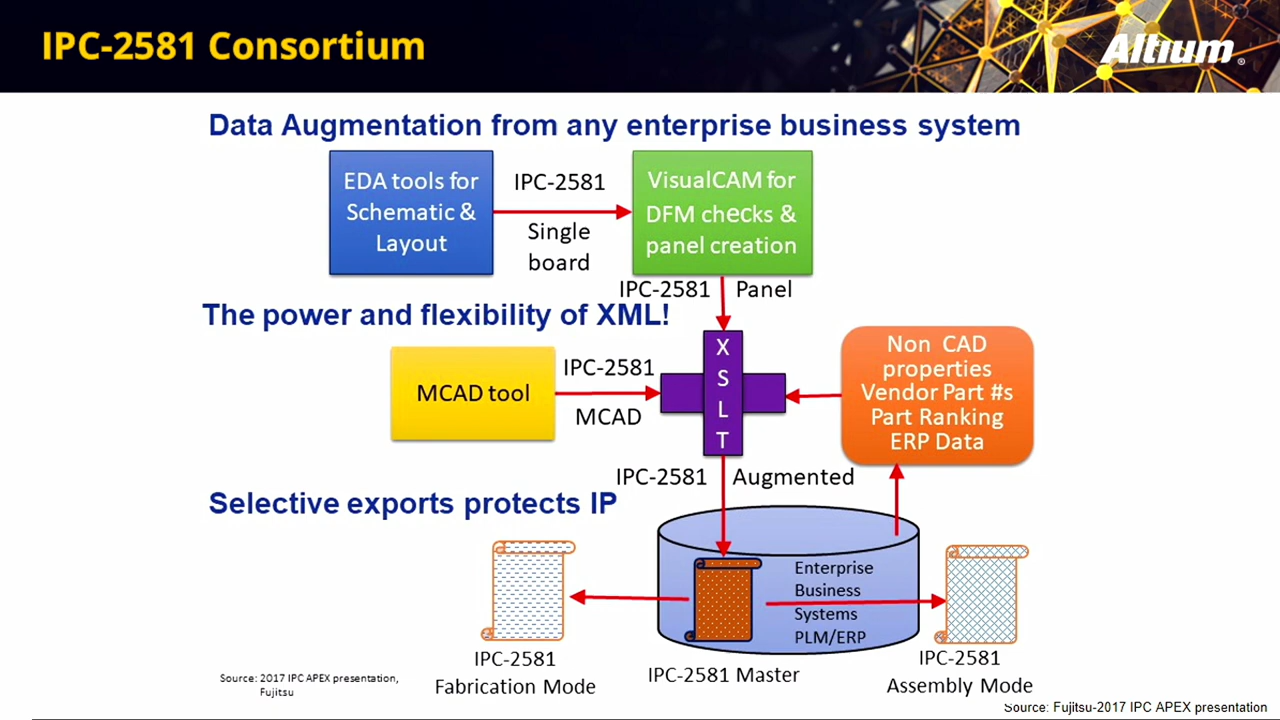 IPC-2581 Consortium
Altium®
Data Augmentation from any enterprise business system
EDA tools for
Schematic &
Layout
IPC-2581
Single
board
VisualCAM for
DFM checks &
panel creation
IPC-2581 Panel
The power and flexibility of XML!
MCAD tool
IPC-2581
MCAD
X
S
L
T
Non CAD
properties
Vendor Part #s
Part Ranking
ERP Data
IPC-2581 Augmented
Selective exports protects IP
Enterprise
Business
Systems
PLM/ERP
IPC-2581
Fabrication Mode
IPC-2581 Master
IPC-2581
Assembly Mode
Source: 2017 IPC APEX presentation,
Fujitsu
Source: Fujitsu-2017 IPC APEX presentation